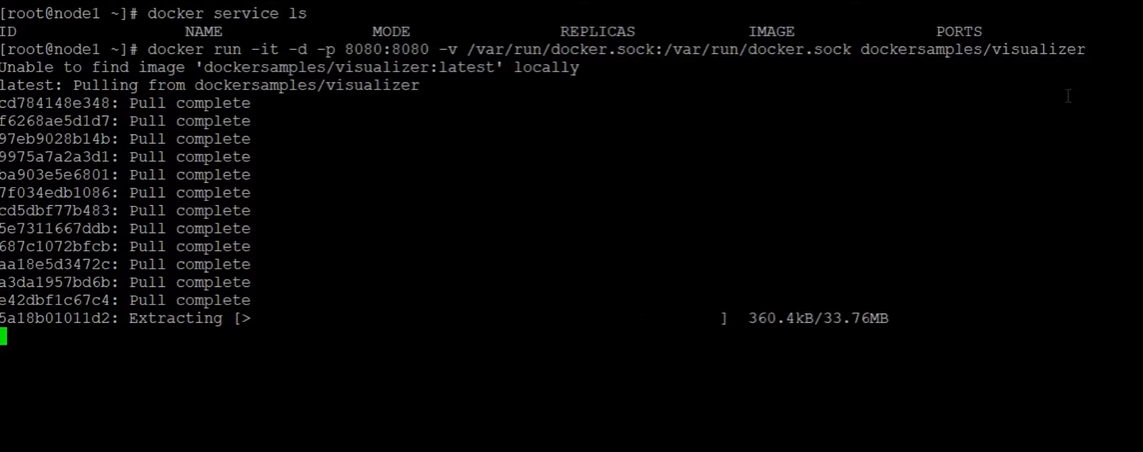 [root@node1 ~]# docker service ls
ID NAME MODE REPLICAS IMAGE PORTS
[root@node1 ~]# docker run -it -d -p 8080:8080 -v /var/run/docker.sock:/var/run/docker.sock dockersamples/visualizer
Unable to find image 'dockersamples/visualizer:latest' locally
latest: Pulling from dockersamples/visualizer
cd784148e348: Pull complete
f6268ae5d1d7: Pull complete
97eb9028b14b: Pull complete
9975a7a2a3d1: Pull complete
ba903e5e6801: Pull complete
7f034edb1086: Pull complete
cd5dbf77b483: Pull complete
5e7311667ddb: Pull complete
687c1072bfcb: Pull complete
aa18e5d3472c: Pull complete
a3da1957bd6b: Pull complete
e42dbf1c67c4: Pull complete
5a18b01011d2: Extracting [> ] 360.4kB/33.76MB